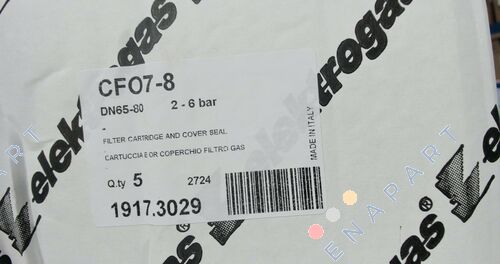 CFO7-8
DN65-80 2 - 6 bar
-
FILTER CARTRIDGE AND COVER SEAL
CARTUCCIA E OR COPERCHIO FILTRO GAS
Q.ty 5 2724
1917.3029
MADE IN ITALY
elektrogas®
elektrogas
elektrogas®
ENAPART